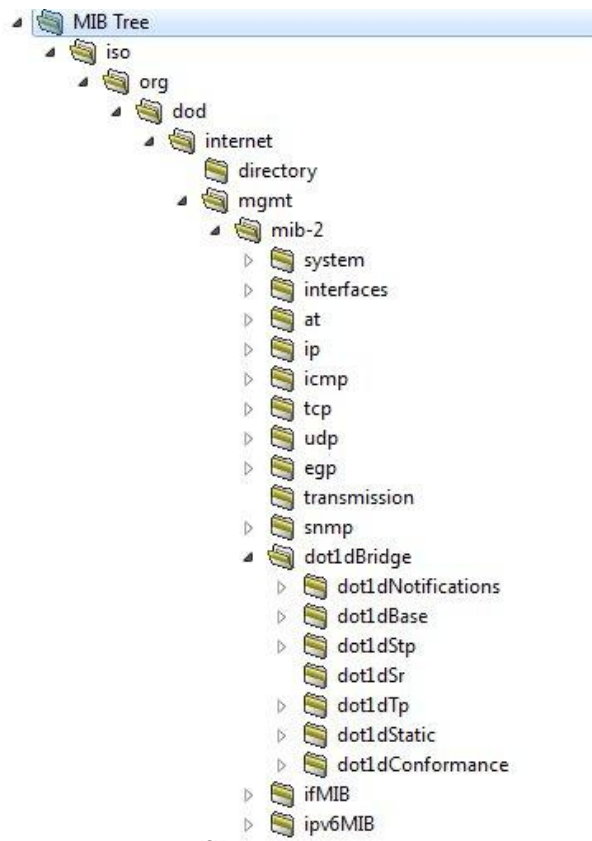 MIB Tree
iso
org
dod
internet
directory
mgmt
mib-2
system
interfaces
at
ip
icmp
tcp
udp
egp
transmission
snmp
dot1dBridge
dot1dNotifications
dot1dBase
dot1dStp
dot1dSr
dot1dTp
dot1dStatic
dot1dConformance
ifMIB
ipv6MIB